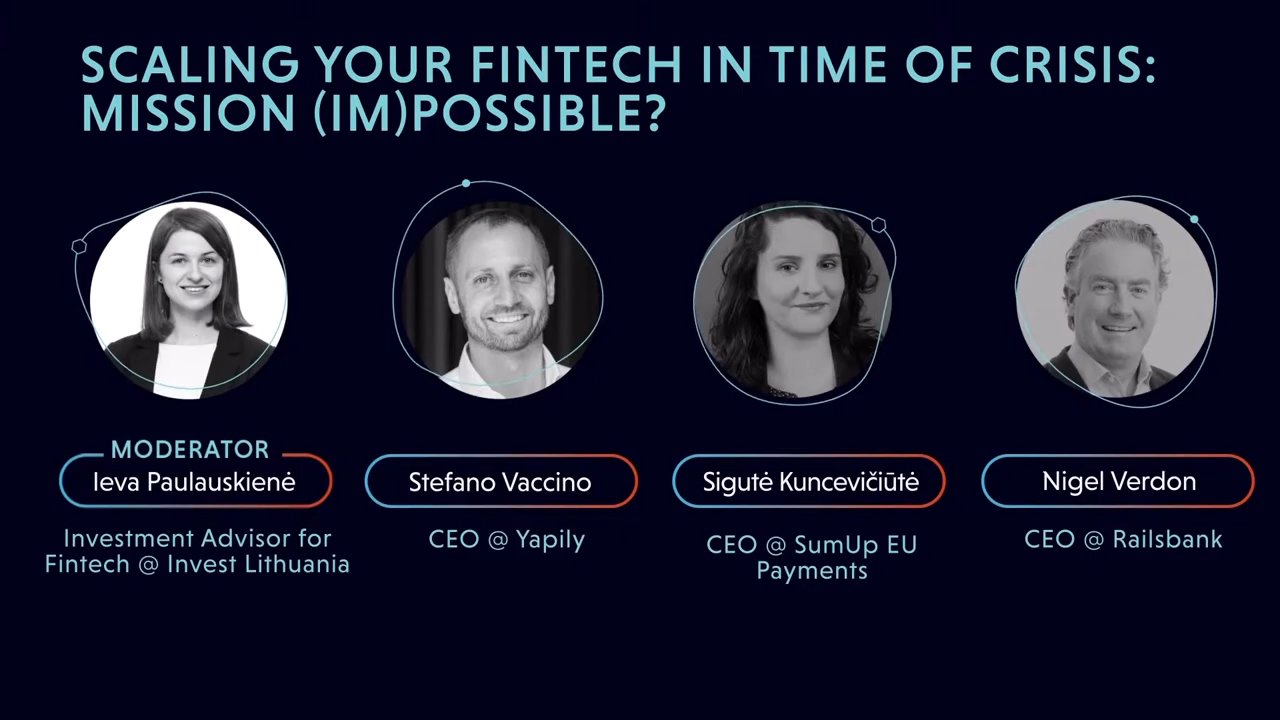 SCALING YOUR FINTECH IN TIME OF CRISIS:
MISSION (IM)POSSIBLE?
MODERATOR
Ieva Paulauskienė
Investment Advisor for
Fintech @ Invest Lithuania
Stefano Vaccino
CEO @ Yapily
Sigutė Kuncevičiūtė
CEO @ SumUp EU
Payments
Nigel Verdon
CEO @ Railsbank